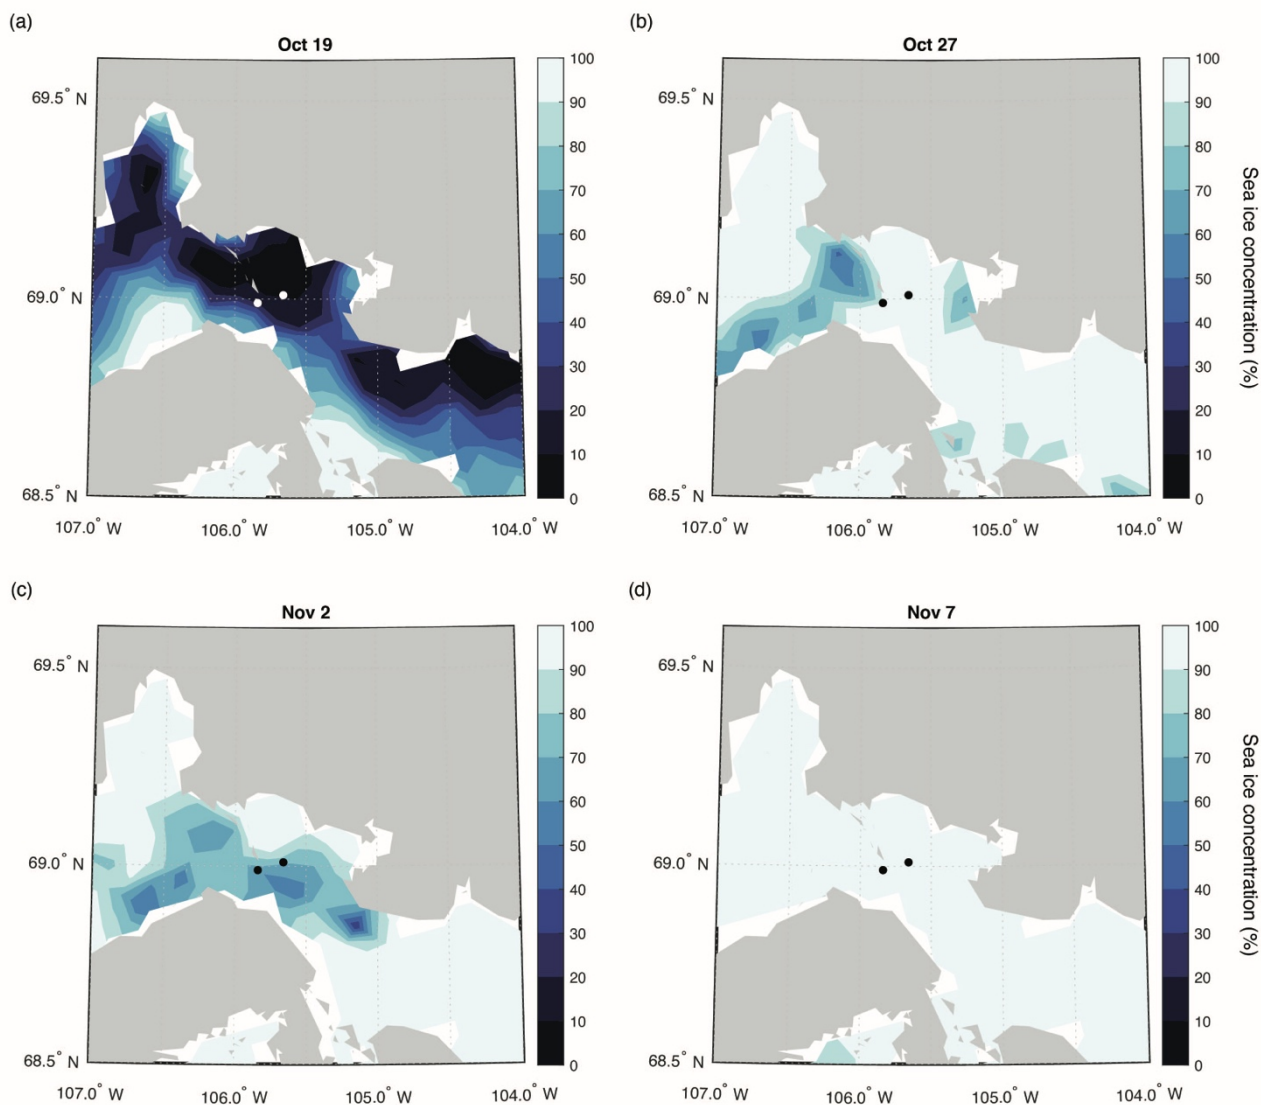 (a)
Oct 19
69.5° N
69.0° N
68.5° N
107.0° W
106.0° W
105.0° W
104.0° W
100
90
80
70
60
50
40
30
20
10
0
(b)
Oct 27
69.5° N
69.0° N
68.5° N
107.0° W
106.0° W
105.0° W
104.0° W
100
90
80
70
60
50
40
30
20
10
0
Sea ice concentration (%)
(c)
Nov 2
69.5° N
69.0° N
68.5° N
107.0° W
106.0° W
105.0° W
104.0° W
100
90
80
70
60
50
40
30
20
10
0
(d)
Nov 7
69.5° N
69.0° N
68.5° N
107.0° W
106.0° W
105.0° W
104.0° W
100
90
80
70
60
50
40
30
20
10
0
Sea ice concentration (%)